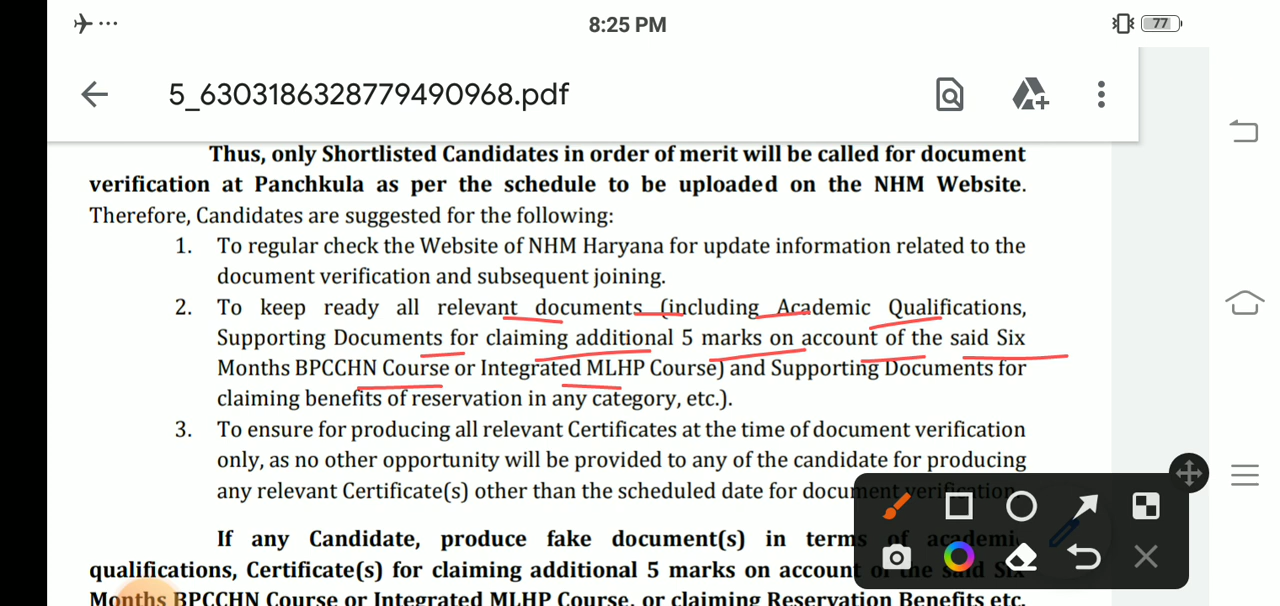 8:25 PM
77
5_6303186328779490968.pdf
Thus, only Shortlisted Candidates in order of merit will be called for document
verification at Panchkula as per the schedule to be uploaded on the NHM Website.
Therefore, Candidates are suggested for the following:
1. To regular check the Website of NHM Haryana for update information related to the
document verification and subsequent joining.
2. To keep ready all relevant documents (including Academic Qualifications,
Supporting Documents for claiming additional 5 marks on account of the said Six
Months BPCCHN Course or Integrated MLHP Course) and Supporting Documents for
claiming benefits of reservation in any category, etc.).
3. To ensure for producing all relevant Certificates at the time of document verification
only, as no other opportunity will be provided to any of the candidate for producing
any relevant Certificate(s) other than the scheduled date for document verification
If any Candidate, produce fake document(s) in terms of academi
qualifications, Certificate(s) for claiming additional 5 marks on account of the said Six
Months BPCCHN Course or Integrated MLHP Course, or claiming Reservation Benefits etc.